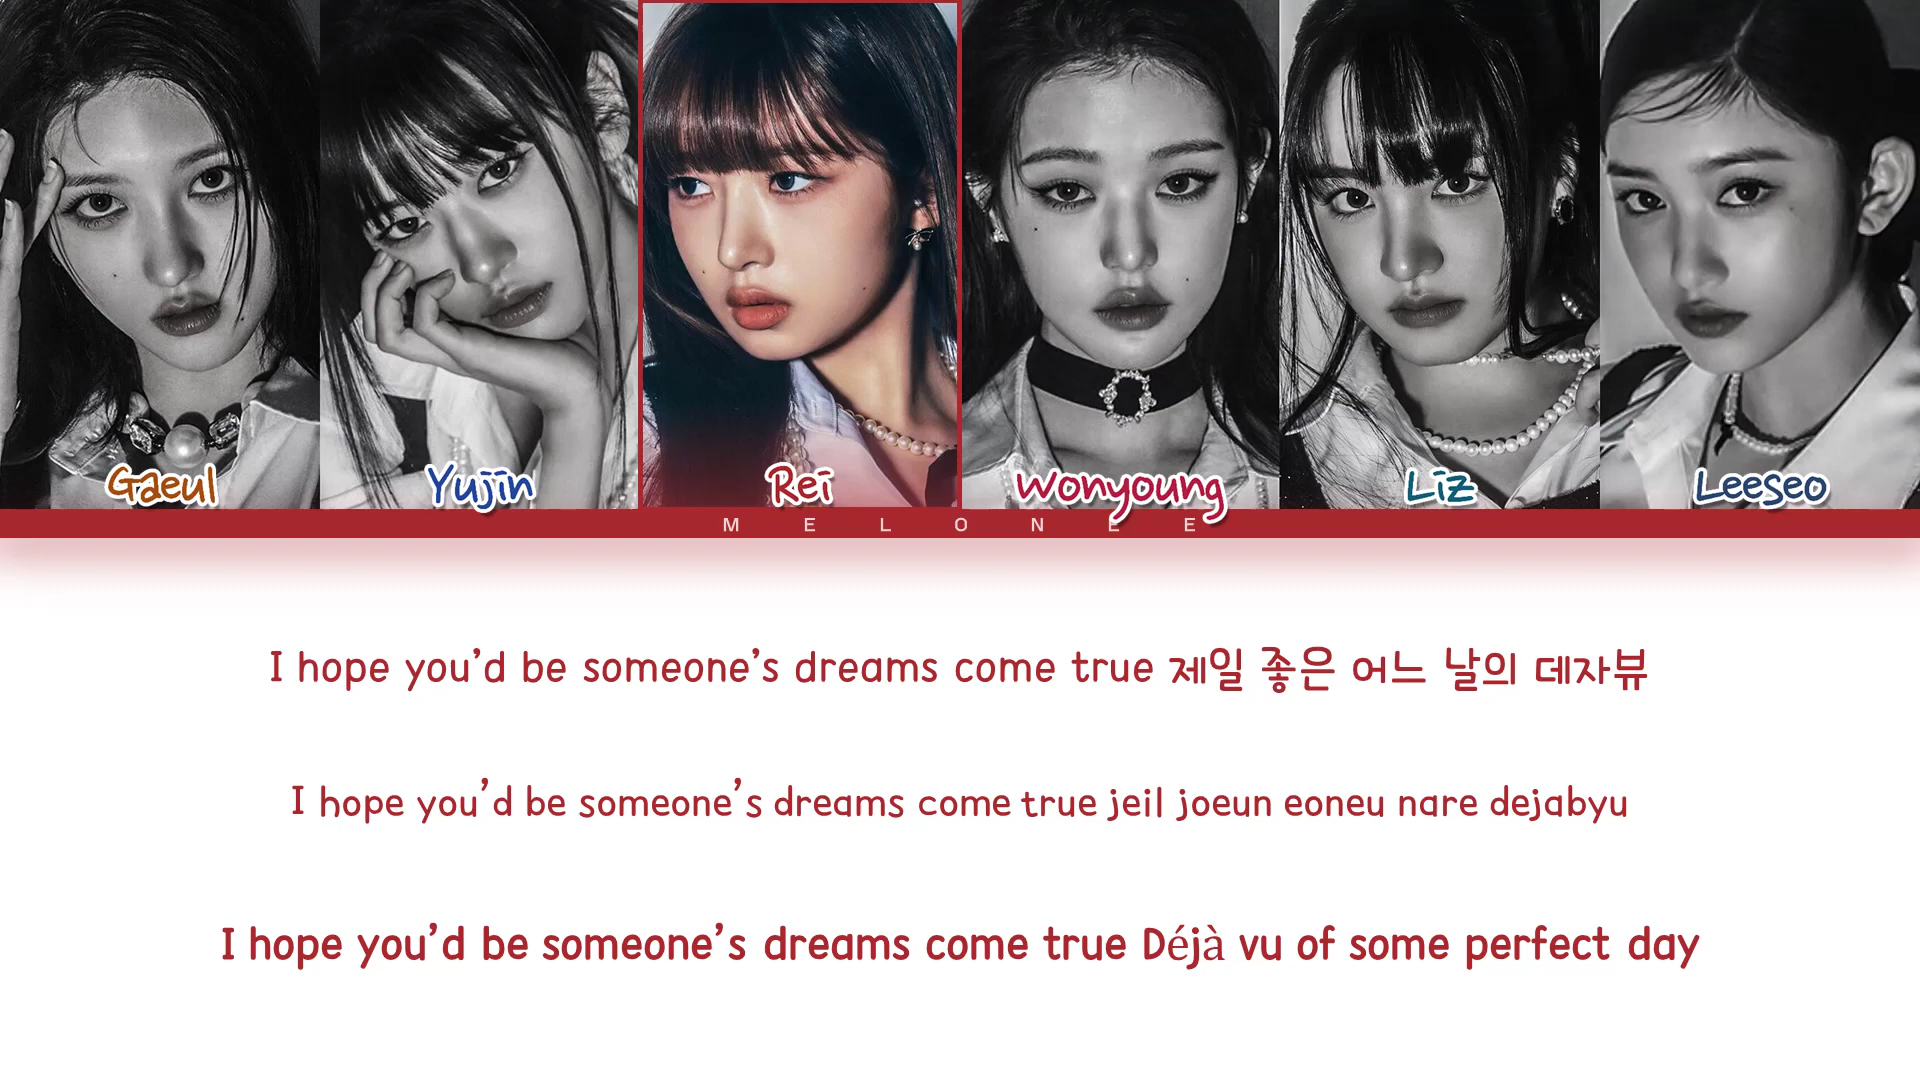 Gaeul Yujin Rei Wonyoung Liz Leeseo
MELONEE
I hope you’d be someone’s dreams come true 제일 좋은 어느 날의 데자뷰
I hope you’d be someone’s dreams come true jeil joeun eoneu nare dejabyu
I hope you’d be someone’s dreams come true Déjà vu of some perfect day